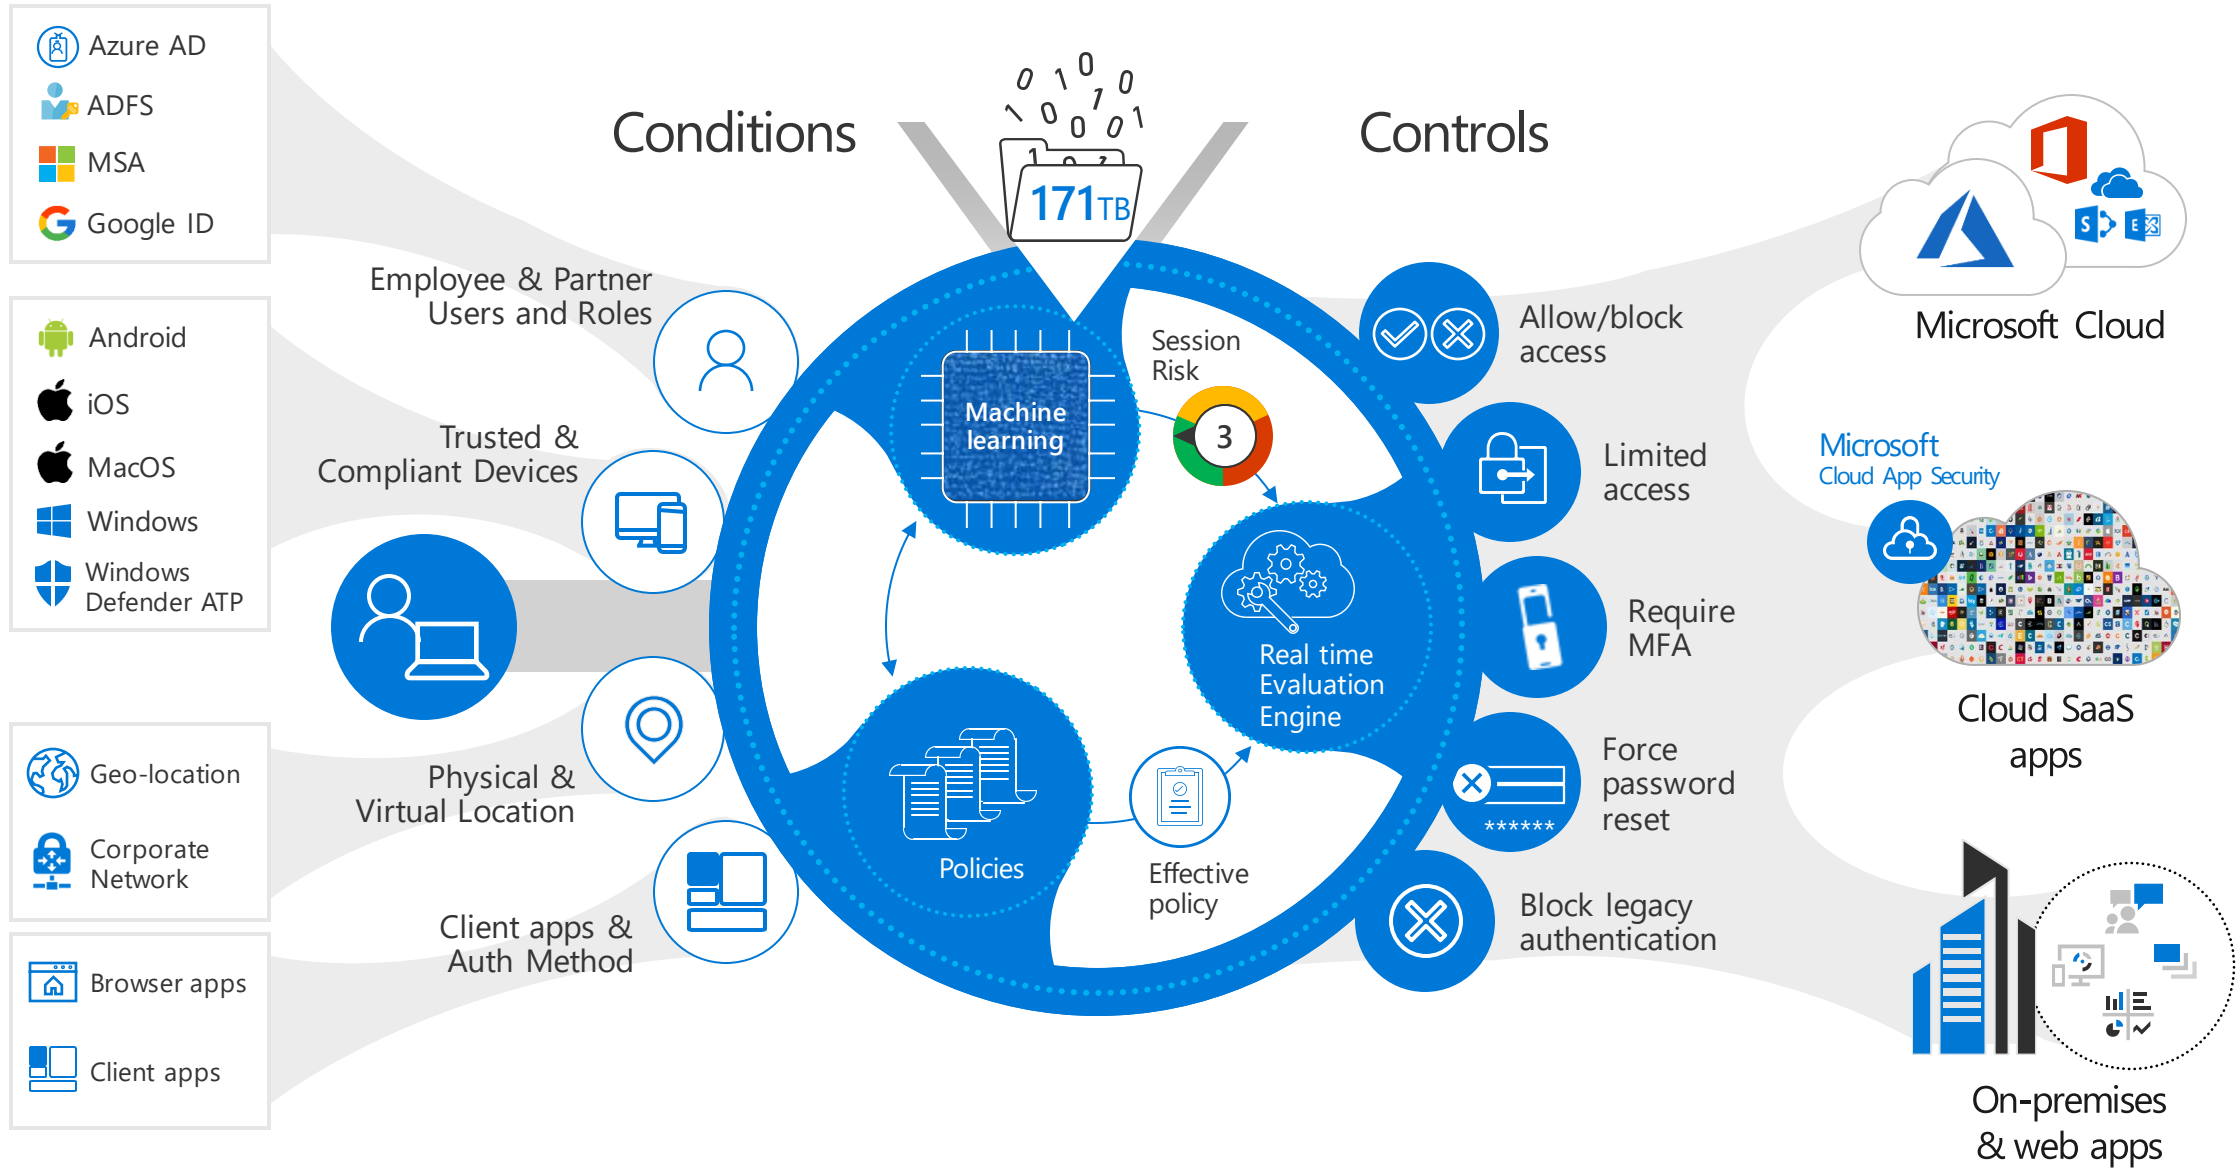 Azure AD
ADFS
MSA
Google ID
Android
iOS
MacOS
Windows
Windows
Defender ATP
Geo-location
Corporate
Network
Browser apps
Client apps
Conditions
Employee & Partner
Users and Roles
Trusted &
Compliant Devices
Physical &
Virtual Location
Client apps &
Auth Method
0 1 0 0
1 0 0 1 0 0 1
1 0 1
171TB
Machine
learning
Session
Risk
3
Real time
Evaluation
Engine
Policies
Effective
policy
Controls
Allow/block
access
Limited
access
Require
MFA
Force
password
reset
******
Block legacy
authentication
S
E
Microsoft Cloud
Microsoft
Cloud App Security
Cloud SaaS
apps
On-premises
& web apps